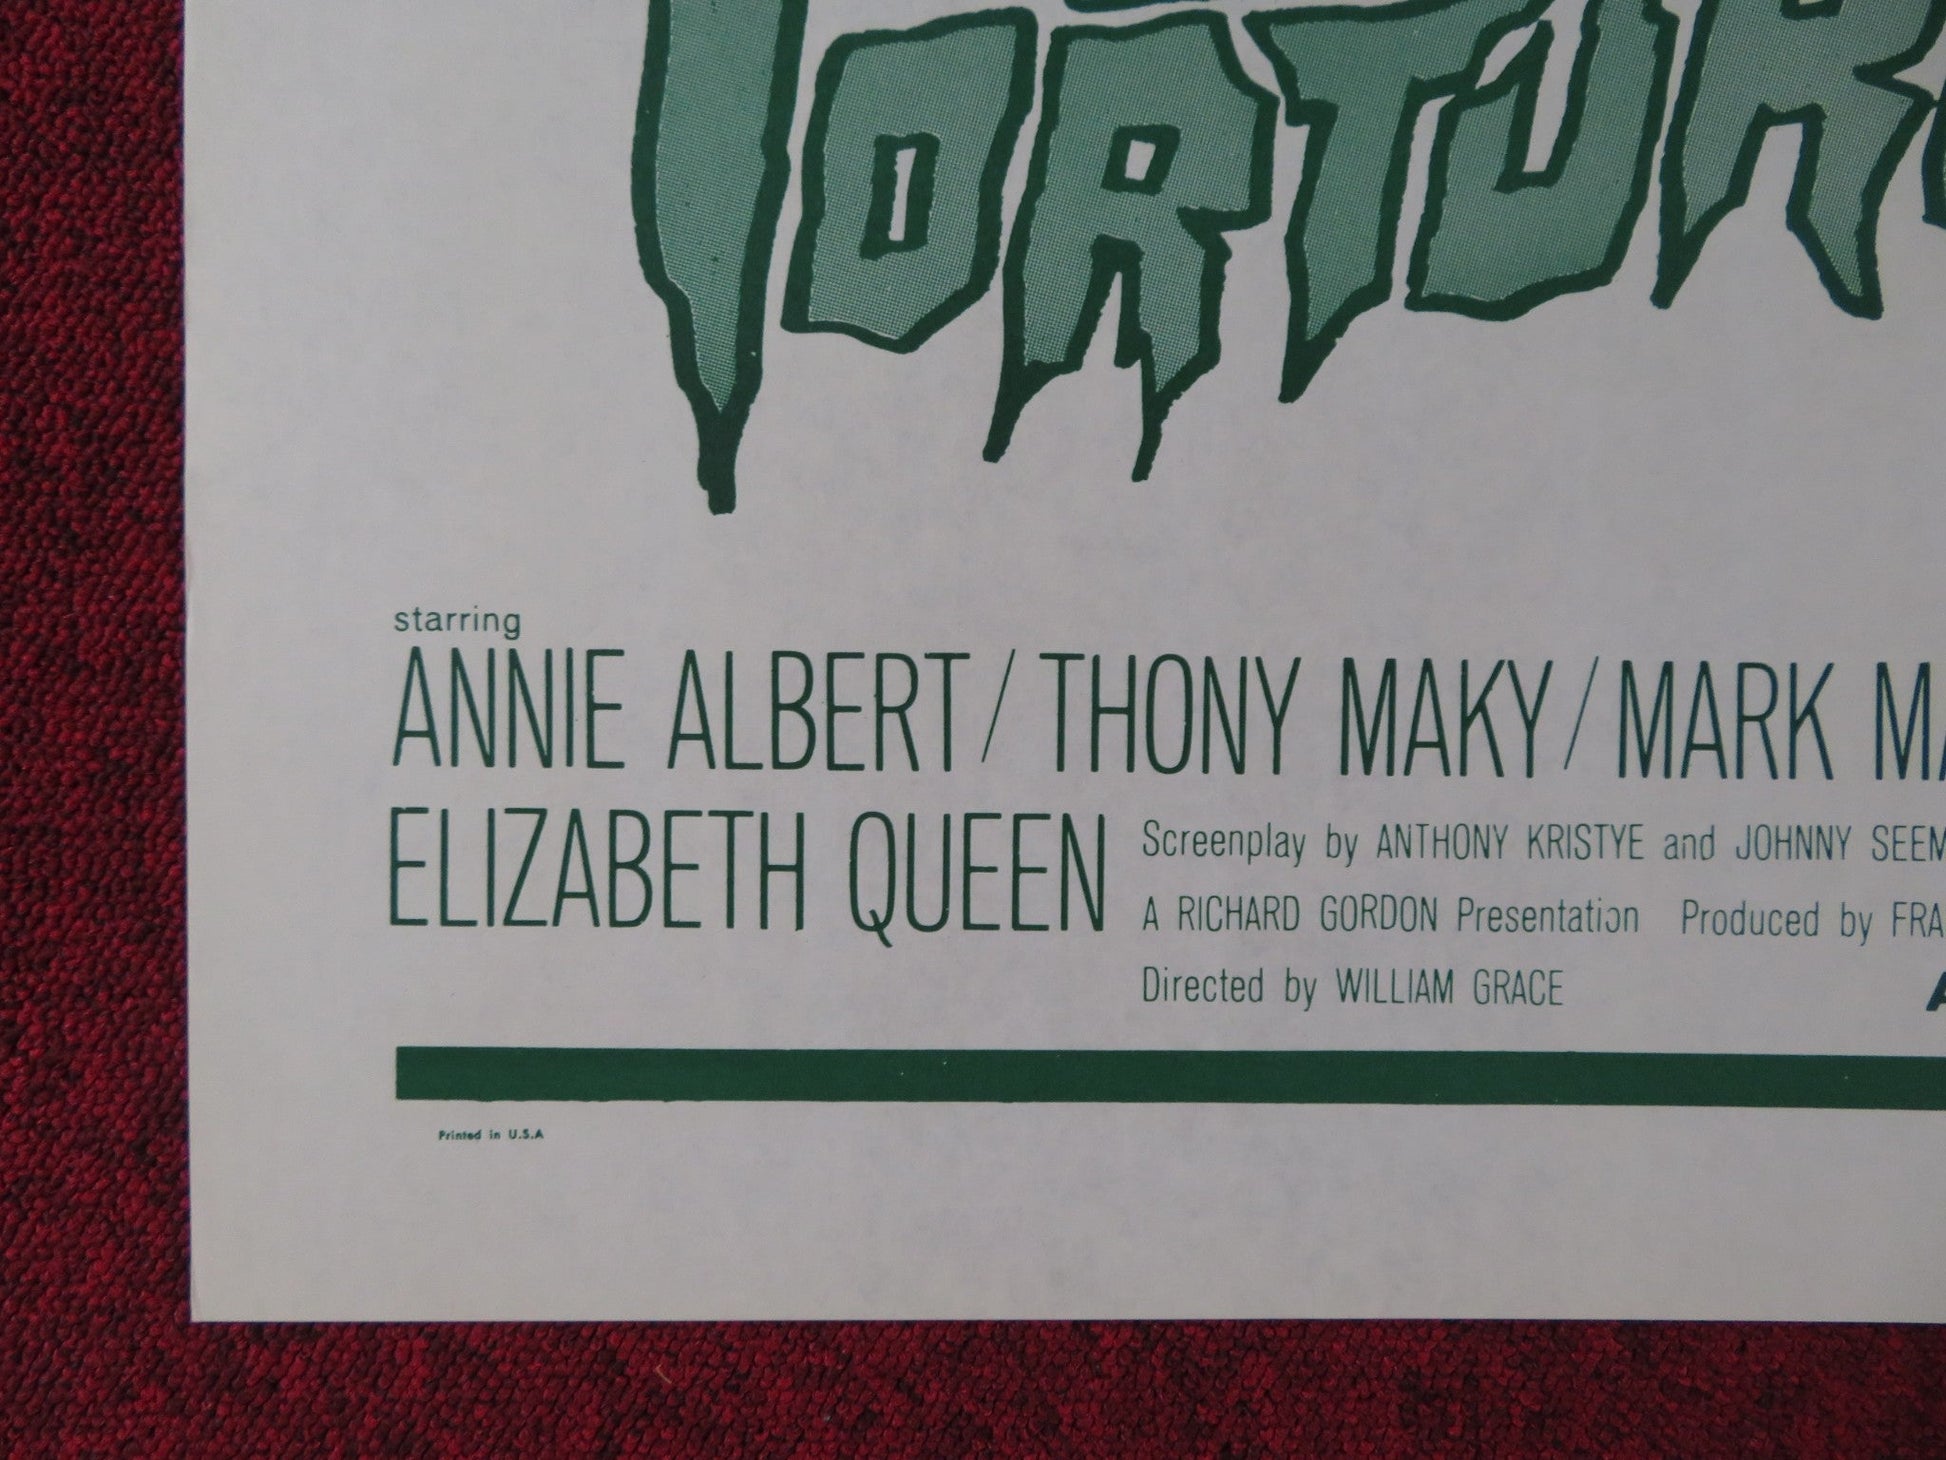 TORTUR
starring
ANNIE ALBERT / THONY MAKY / MARK
ELIZABETH QUEEN
Screenplay by ANTHONY KRISTYE and JOHNNY
A RICHARD GORDON Presentation Produced by
Directed by WILLIAM GRACE
Printed in U.S.A